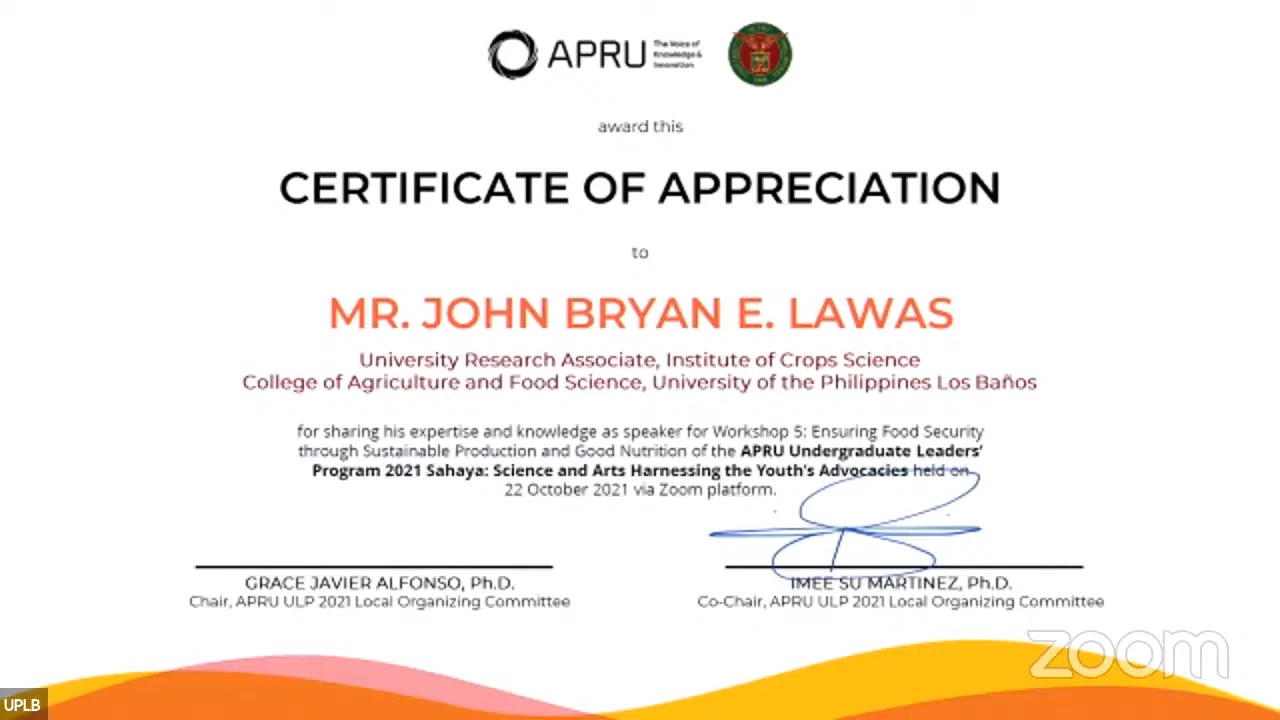 APRU
The Voice of
Knowledge &
Innovation
award this
CERTIFICATE OF APPRECIATION
to
MR. JOHN BRYAN E. LAWAS
University Research Associate, Institute of Crops Science
College of Agriculture and Food Science, University of the Philippines Los Baños
for sharing his expertise and knowledge as speaker for Workshop 5: Ensuring Food Security
through Sustainable Production and Good Nutrition of the APRU Undergraduate Leaders'
Program 2021 Sahaya: Science and Arts Harnessing the Youth's Advocacies held on
22 October 2021 via Zoom platform.
GRACE JAVIER ALFONSO, Ph.D.
Chair, APRU ULP 2021 Local Organizing Committee
IMEE SU MARTINEZ, Ph.D.
Co-Chair, APRU ULP 2021 Local Organizing Committee
zoom
UPLB